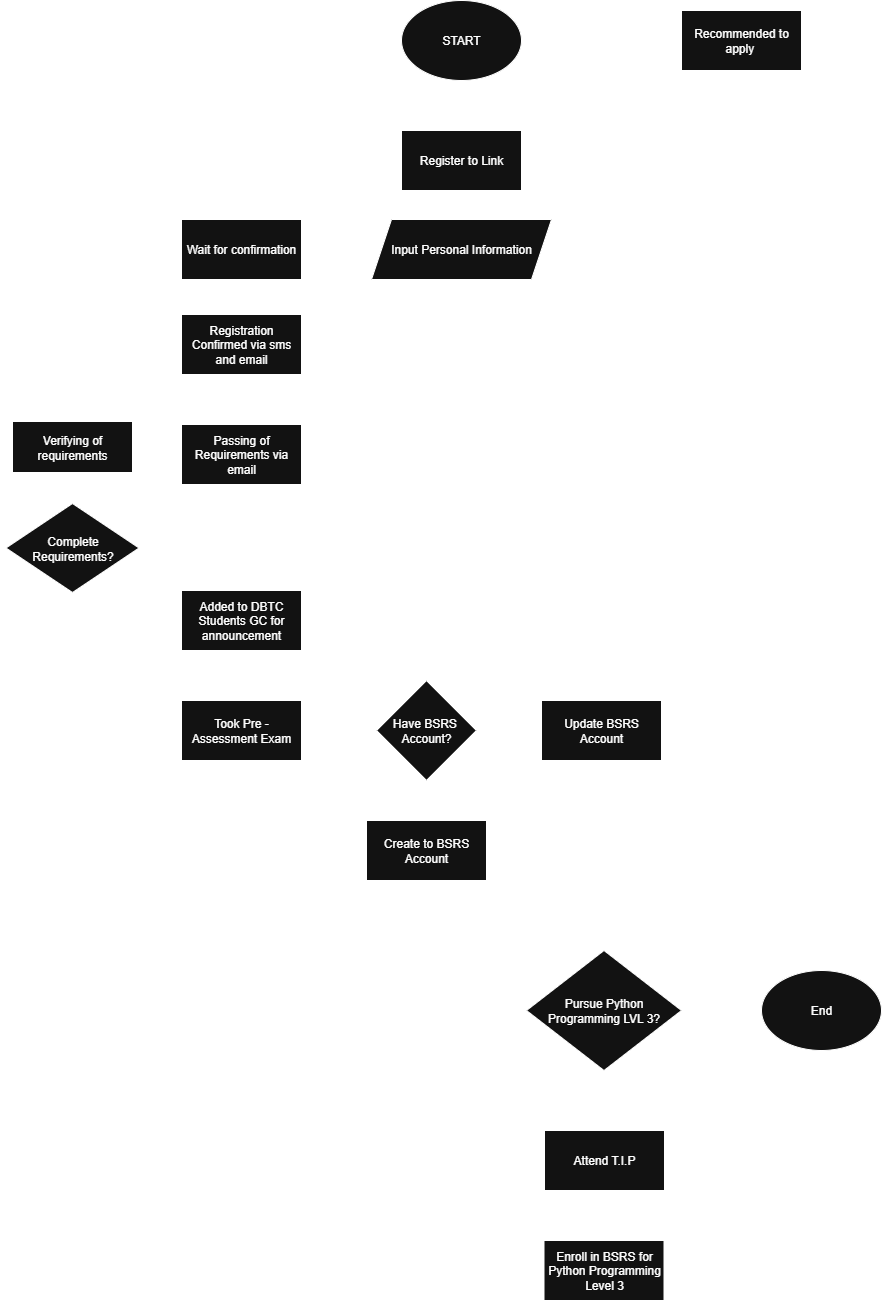 START
Recommended to
apply
Register to Link
Wait for confirmation
Input Personal Information
Registration
Confirmed via sms
and email
Verifying of
requirements
Passing of
Requirements via
email
Complete
Requirements?
Added to DBTC
Students GC for
announcement
Took Pre -
Assessment Exam
Have BSRS
Account?
Update BSRS
Account
Create to BSRS
Account
Pursue Python
Programming LVL 3?
End
Attend T.I.P
Enroll in BSRS for
Python Programming
Level 3